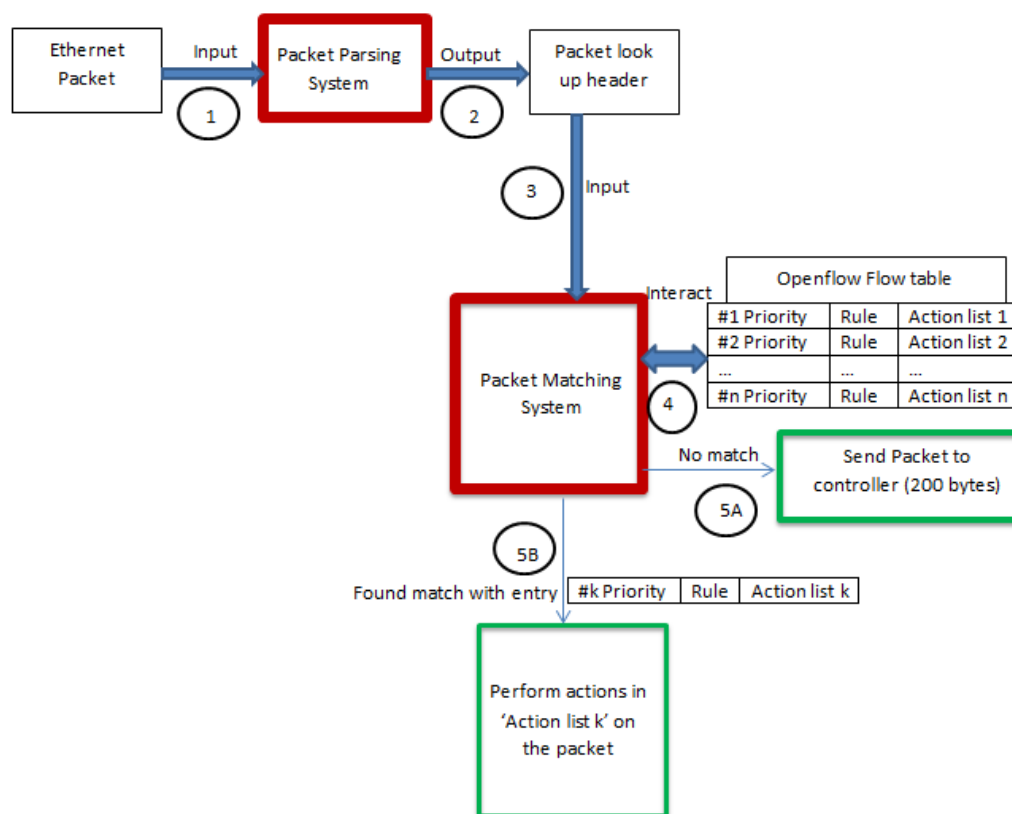 Ethernet
Packet
Input
1
Packet Parsing
System
Output
2
Packet look
up header
3
Input
Interact
Openflow Flow table
#1 Priority Rule Action list 1
#2 Priority Rule Action list 2
... ... ...
#n Priority Rule Action list n
Packet Matching
System
4
No match
5A
Send Packet to
controller (200 bytes)
5B
Found match with entry
#k Priority Rule Action list k
Perform actions in
‘Action list k’ on
the packet